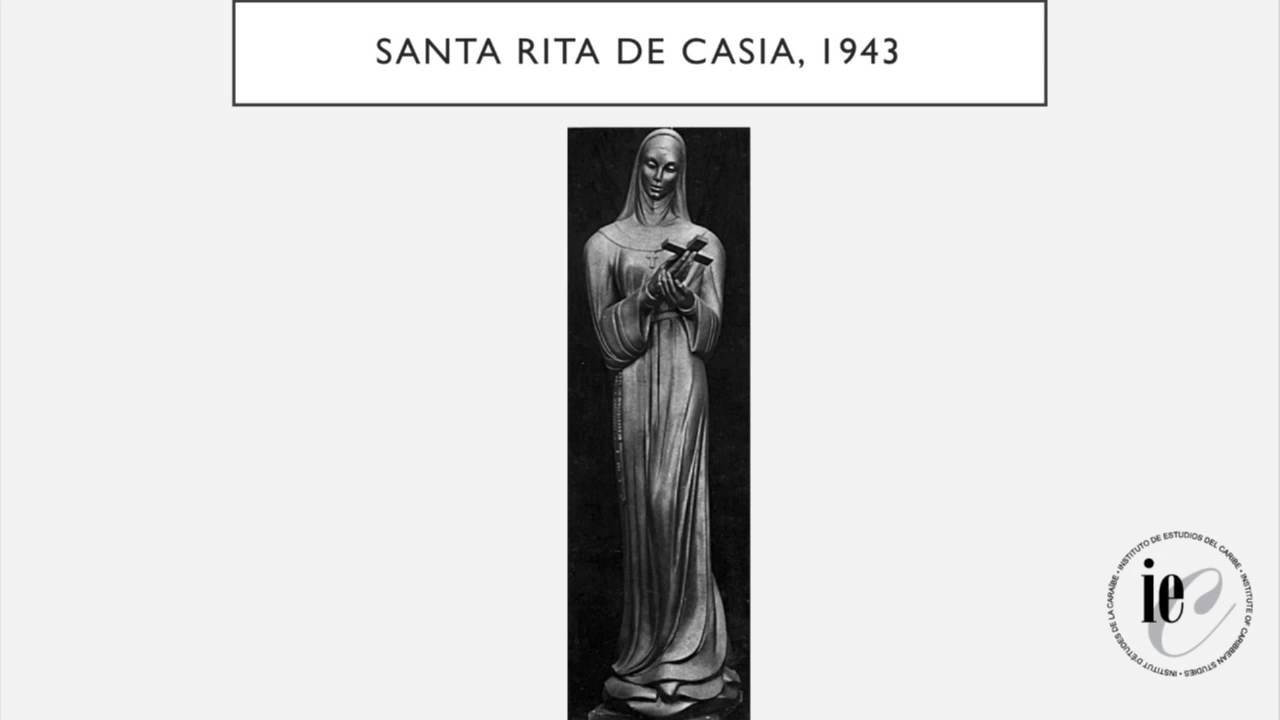 SANTA RITA DE CASIA, 1943
INSTITUTO DE ESTUDIOS DEL CARIBE • INSTITUTE OF CARIBBEAN STUDIES • INSTITUT D'ÉTUDES DE LA CARAÏBE •
iec